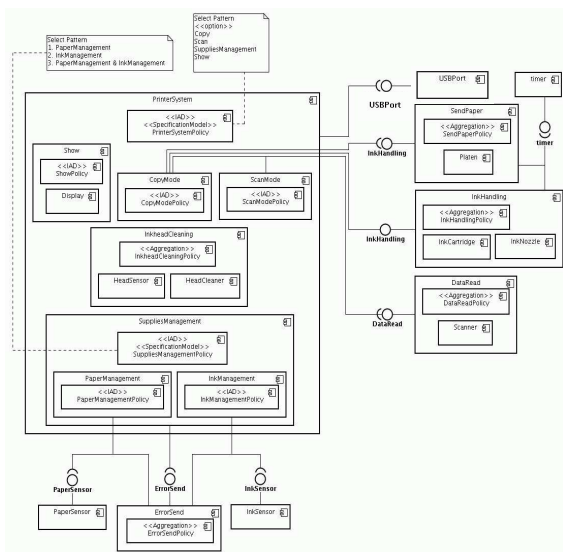 Select Pattern
<<option>>
Copy
Scan
SuppliesManagement
Show
Select Pattern
1. PaperManagement
2. InkManagement
3. PaperManagement & InkManagement
PrinterSystem
<<IAD>>
<<SpecificationModel>>
PrinterSystemPolicy
Show
<<IAD>>
ShowPolicy
Display
CopyMode
<<IAD>>
CopyModePolicy
ScanMode
<<IAD>>
ScanModePolicy
InkheadCleaning
<<Aggregation>>
InkheadCleaningPolicy
HeadSensor
HeadCleaner
SuppliesManagement
<<IAD>>
<<SpecificationModel>>
SuppliesManagementPolicy
PaperManagement
<<IAD>>
PaperManagementPolicy
InkManagement
<<IAD>>
InkManagementPolicy
USBPort
USBPort
timer
timer
SendPaper
<<Aggregation>>
SendPaperPolicy
Platen
InkHandling
InkHandling
<<Aggregation>>
InkHandlingPolicy
InkCartridge
InkNozzle
InkHandling
DataRead
<<Aggregation>>
DataReadPolicy
Scanner
DataRead
PaperSensor
ErrorSend
InkSensor
PaperSensor
ErrorSend
<<Aggregation>>
ErrorSendPolicy
InkSensor